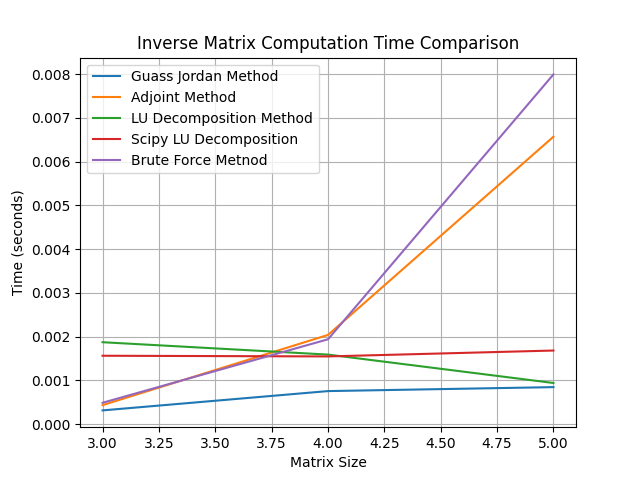 Inverse Matrix Computation Time Comparison
Guass Jordan Method
Adjoint Method
LU Decomposition Method
Scipy LU Decomposition
Brute Force Metnod
Time (seconds)
0.008
0.007
0.006
0.005
0.004
0.003
0.002
0.001
0.000
3.00 3.25 3.50 3.75 4.00 4.25 4.50 4.75 5.00
Matrix Size